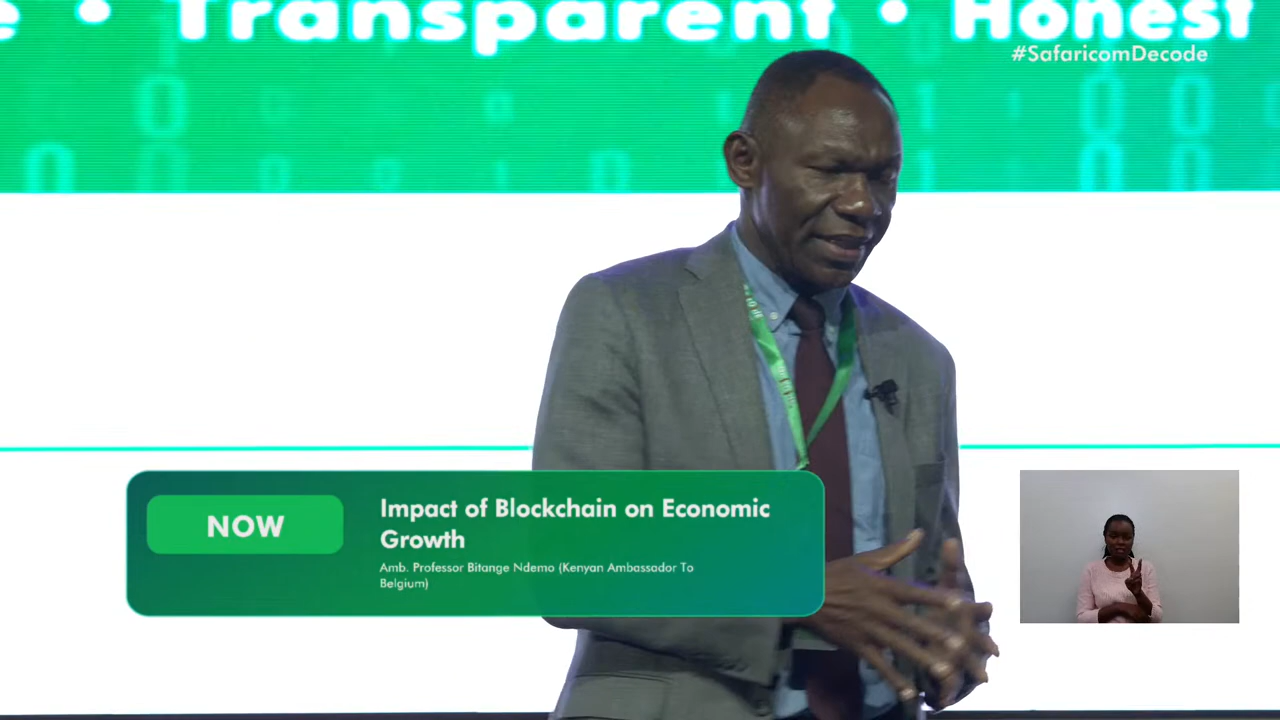 • Transparent • Honest
#SafaricomDecode
NOW
Impact of Blockchain on Economic
Growth
Amb. Professor Bitange Ndemo (Kenyan Ambassador To
Belgium)